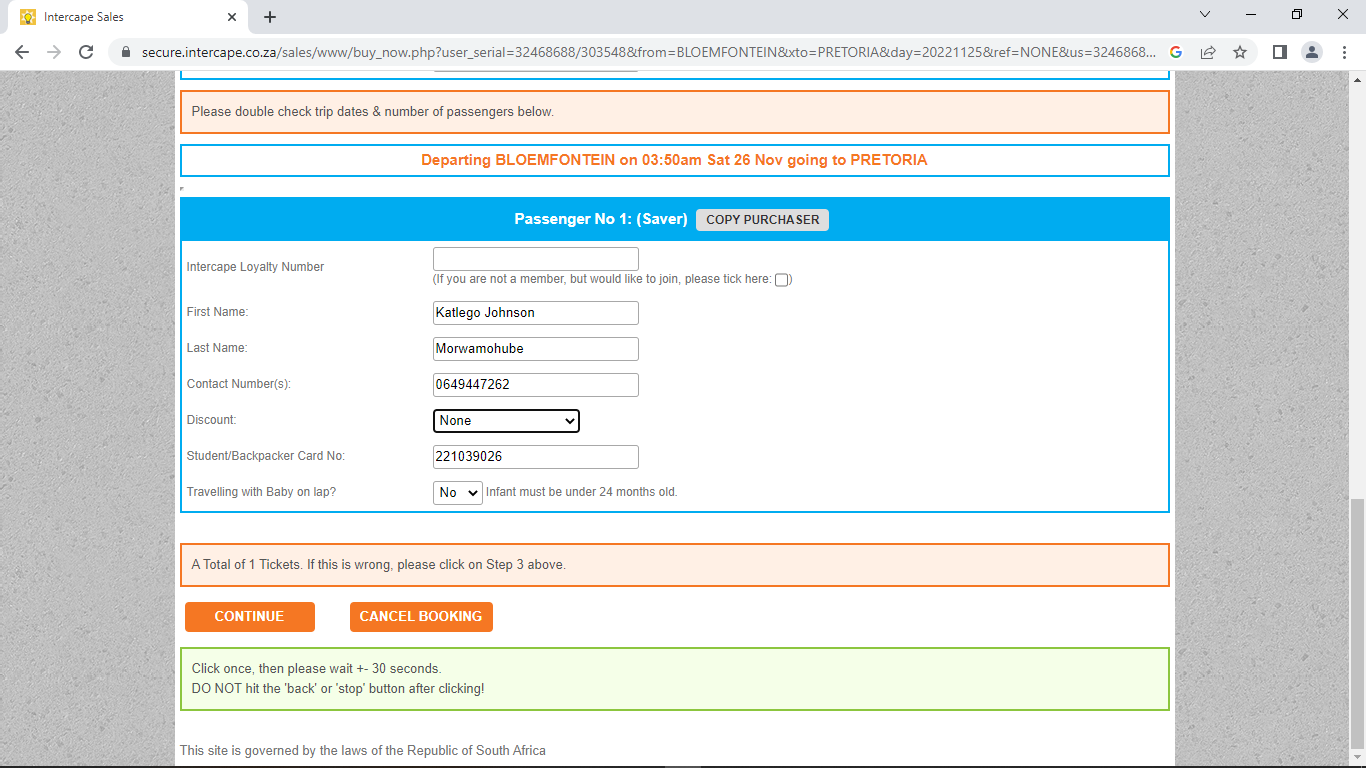 Intercape Sales
secure.intercape.co.za/sales/www/buy_now.php?user_serial=32468688/303548&from=BLOEMFONTEIN&xto=PRETORIA&day=20221125&ref=NONE&us=3246868...
Please double check trip dates & number of passengers below.
Departing BLOEMFONTEIN on 03:50am Sat 26 Nov going to PRETORIA
Passenger No 1: (Saver) COPY PURCHASER
Intercape Loyalty Number
(If you are not a member, but would like to join, please tick here: )
First Name: Katlego Johnson
Last Name: Morwamohube
Contact Number(s): 0649447262
Discount: None
Student/Backpacker Card No: 221039026
Travelling with Baby on lap? No Infant must be under 24 months old.
A Total of 1 Tickets. If this is wrong, please click on Step 3 above.
CONTINUE CANCEL BOOKING
Click once, then please wait +- 30 seconds.
DO NOT hit the 'back' or 'stop' button after clicking!
This site is governed by the laws of the Republic of South Africa